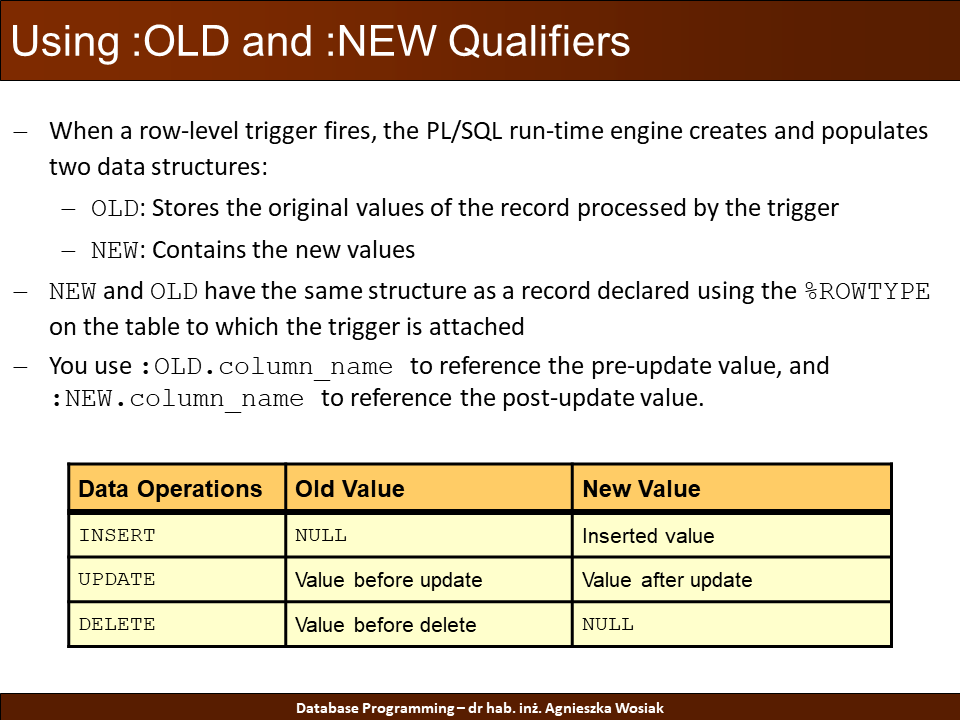 Using :OLD and :NEW Qualifiers
– When a row-level trigger fires, the PL/SQL run-time engine creates and populates
two data structures:
– OLD: Stores the original values of the record processed by the trigger
– NEW: Contains the new values
– NEW and OLD have the same structure as a record declared using the %ROWTYPE
on the table to which the trigger is attached
– You use :OLD.column_name to reference the pre-update value, and
:NEW.column_name to reference the post-update value.
Data Operations Old Value New Value
INSERT NULL Inserted value
UPDATE Value before update Value after update
DELETE Value before delete NULL
Database Programming – dr hab. inż. Agnieszka Wosiak